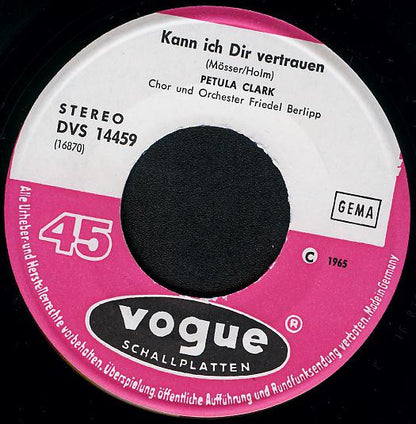 Kann ich Dir vertrauen
(Mösser/Holm)
PETULA CLARK
Chor und Orchester Friedel Berlipp
STEREO
DVS 14459
(16870)
GEMA
45
C 1965
vogue ®
SCHALLPLATTEN
Alle Urheber- und Herstellerrechte vorbehalten. Überspielung, öffentliche Aufführung und Rundfunksendung verboten. Made in Germany